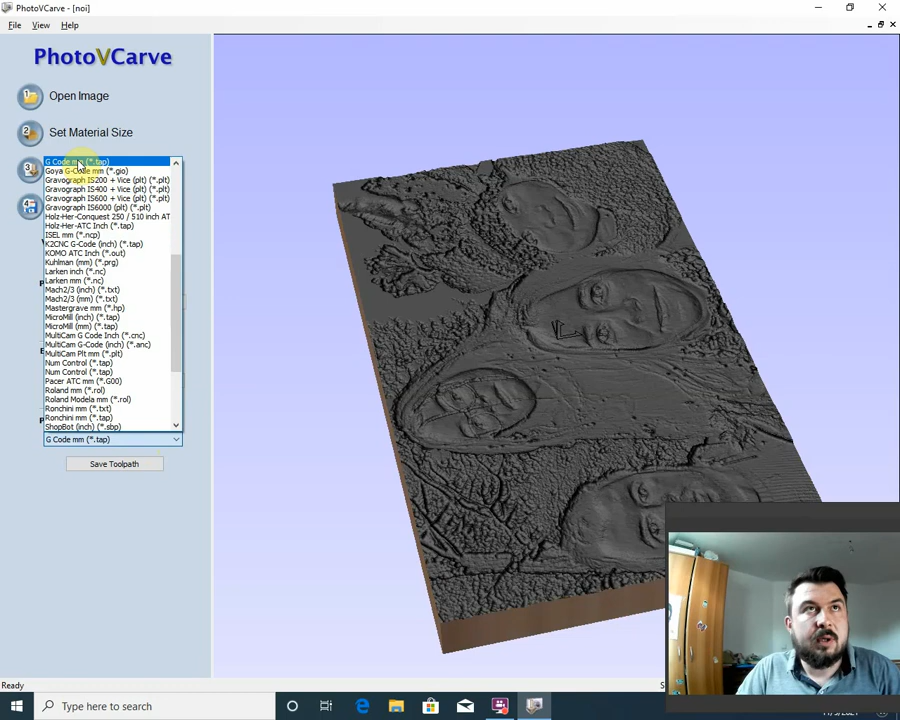 PhotoVCarve - [noi]
File View Help
PhotoVCarve
1 Open Image
2 Set Material Size
3
4
G Code mm (*.tap)
Goya G-Code mm (*.gio)
Gravograph IS200 + Vice (plt) (*.plt)
Gravograph IS400 + Vice (plt) (*.plt)
Gravograph IS600 + Vice (plt) (*.plt)
Gravograph IS6000 (plt) (*.plt)
Holz-Her-Conquest 250 / 510 inch AT
Holz-Her-ATC Inch (*.tap)
ISEL mm (*.ncp)
K2CNC G-Code (inch) (*.tap)
KOMO ATC Inch (*.out)
Kuhlman (mm) (*.prg)
Larken inch (*.nc)
Larken mm (*.nc)
Mach2/3 (inch) (*.txt)
Mach2/3 (mm) (*.txt)
Mastergrave mm (*.hp)
MicroMill (inch) (*.tap)
MicroMill (mm) (*.tap)
MultiCam G Code Inch (*.cnc)
MultiCam G-Code (inch) (*.anc)
MultiCam Plt mm (*.plt)
Num Control (*.tap)
Num Control (*.tap)
Pacer ATC mm (*.G00)
Roland mm (*.rol)
Roland Modela mm (*.rol)
Ronchini mm (*.txt)
Ronchini mm (*.tap)
ShopBot (inch) (*.sbp)
G Code mm (*.tap)
Save Toolpath
Ready
Type here to search